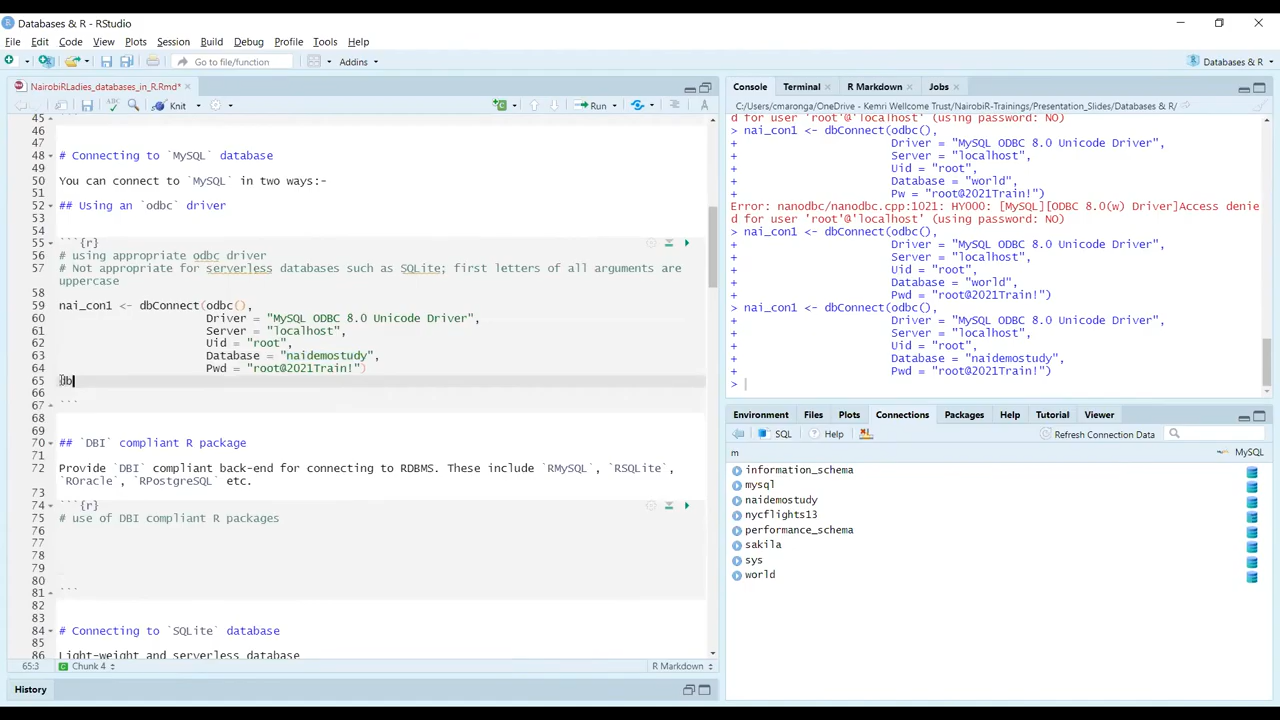 Databases & R - RStudio
File Edit Code View Plots Session Build Debug Profile Tools Help
Go to file/function Addins Databases & R
NairobiRLadies_databases_in_R.Rmd*
Knit Run
45 ```
46
47
48 # Connecting to `MySQL` database
49
50 You can connect to `MySQL` in two ways:-
51
52 ## Using an `odbc` driver
53
54
55 ```{r}
56 # using appropriate odbc driver
57 # Not appropriate for serverless databases such as SQLite; first letters of all arguments are
uppercase
58
59 nai_con1 <- dbConnect(odbc(),
60 Driver = "MySQL ODBC 8.0 Unicode Driver",
61 Server = "localhost",
62 Uid = "root",
63 Database = "naidemostudy",
64 Pwd = "root@2021Train!")
65 db
66
67 ```
68
69
70 ## `DBI` compliant R package
71
72 Provide `DBI` compliant back-end for connecting to RDBMS. These include `RMySQL`, `RSQLite`,
`ROracle`, `RPostgreSQL` etc.
73
74 ```{r}
75 # use of DBI compliant R packages
76
77
78
79
80
81 ```
82
83
84 # Connecting to `SQLite` database
85
86 Light-weight and serverless database
65:3 Chunk 4 R Markdown
History
Console Terminal R Markdown Jobs
C:/Users/cmaronga/OneDrive - Kemri Wellcome Trust/NairobiR-Trainings/Presentation_Slides/Databases & R/
d for user 'root'@'localhost' (using password: NO)
> nai_con1 <- dbConnect(odbc(),
+ Driver = "MySQL ODBC 8.0 Unicode Driver",
+ Server = "localhost",
+ Uid = "root",
+ Database = "world",
+ Pw = "root@2021Train!")
Error: nanodbc/nanodbc.cpp:1021: HY000: [MySQL][ODBC 8.0(w) Driver]Access denie
d for user 'root'@'localhost' (using password: NO)
> nai_con1 <- dbConnect(odbc(),
+ Driver = "MySQL ODBC 8.0 Unicode Driver",
+ Server = "localhost",
+ Uid = "root",
+ Database = "world",
+ Pwd = "root@2021Train!")
> nai_con1 <- dbConnect(odbc(),
+ Driver = "MySQL ODBC 8.0 Unicode Driver",
+ Server = "localhost",
+ Uid = "root",
+ Database = "naidemostudy",
+ Pwd = "root@2021Train!")
>
Environment Files Plots Connections Packages Help Tutorial Viewer
SQL Help Refresh Connection Data
m MySQL
information_schema
mysql
naidemostudy
nycflights13
performance_schema
sakila
sys
world